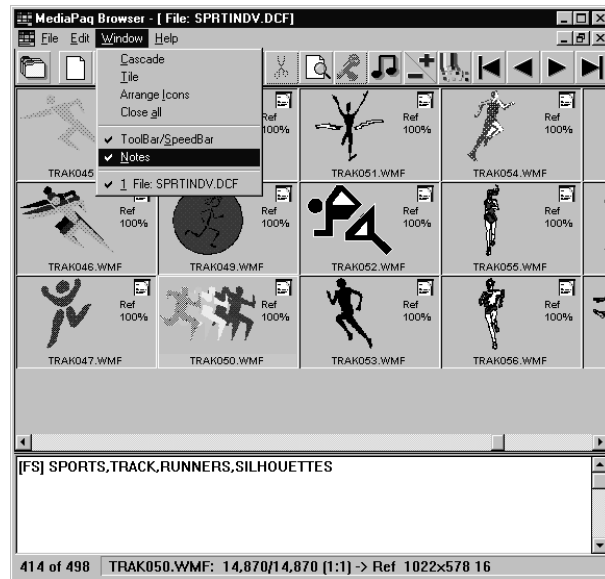 MediaPaq Browser - [ File: SPRTINDV.DCF]
File Edit Window Help
Cascade
Tile
Arrange Icons
Close all
ToolBar/SpeedBar
Notes
1 File: SPRTINDV.DCF
Ref
100%
Ref
100%
Ref
100%
TRAK045
TRAK051.WMF
TRAK054.WMF
Ref
100%
Ref
100%
Ref
100%
Ref
100%
TRAK046.WMF
TRAK049.WMF
TRAK052.WMF
TRAK055.WMF
Ref
100%
Ref
100%
Ref
100%
Ref
100%
TRAK047.WMF
TRAK050.WMF
TRAK053.WMF
TRAK056.WMF
[FS] SPORTS,TRACK,RUNNERS,SILHOUETTES
414 of 498 TRAK050.WMF: 14,870/14,870 (1:1) -> Ref 1022×578 16